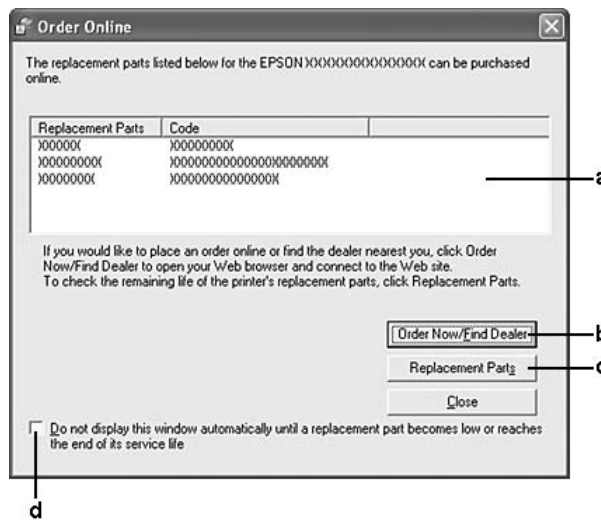 Order Online
The replacement parts listed below for the EPSON XXXXXXXXXXXXXXXX can be purchased
online.
Replacement Parts Code
XXXXXX XXXXXXXXX
XXXXXXXXX XXXXXXXXXXXXXXXXXXXXXXX
XXXXXXXX XXXXXXXXXXXXXXXX
a
If you would like to place an order online or find the dealer nearest you, click Order
Now/Find Dealer to open your Web browser and connect to the Web site.
To check the remaining life of the printer's replacement parts, click Replacement Parts.
Order Now/Find Dealer b
Replacement Parts c
Close
Do not display this window automatically until a replacement part becomes low or reaches
the end of its service life
d